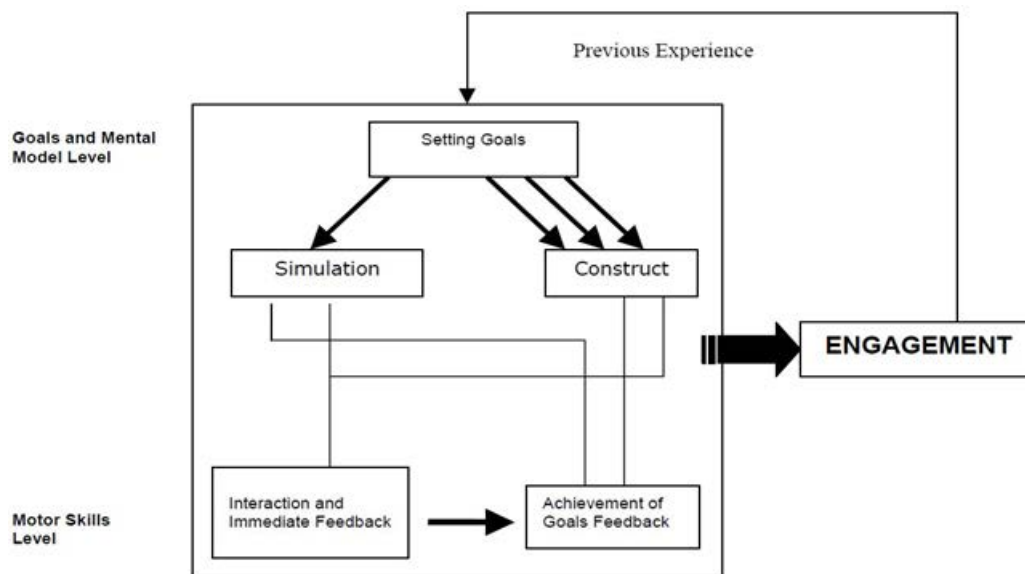 Previous Experience
Goals and Mental
Model Level
Setting Goals
Simulation
Construct
ENGAGEMENT
Interaction and
Immediate Feedback
Achievement of
Goals Feedback
Motor Skills
Level